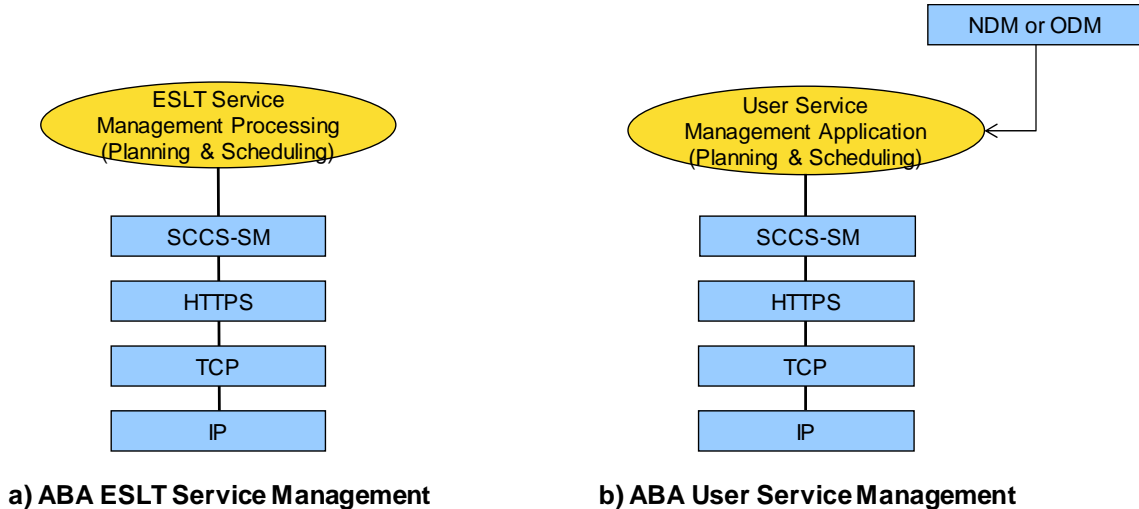 NDM or ODM
ESLT Service
Management Processing
(Planning & Scheduling)
SCCS-SM
HTTPS
TCP
IP
a) ABA ESLT Service Management
User Service
Management Application
(Planning & Scheduling)
SCCS-SM
HTTPS
TCP
IP
b) ABA User Service Management